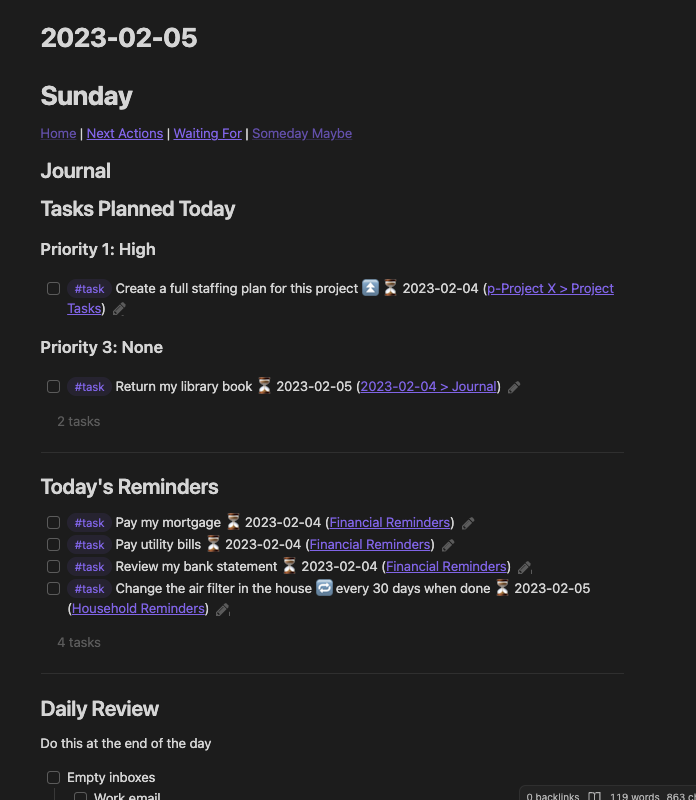 2023-02-05
Sunday
Home | Next Actions | Waiting For | Someday Maybe
Journal
Tasks Planned Today
Priority 1: High
#task Create a full staffing plan for this project ⏫ ⏳ 2023-02-04 (p-Project X > Project
Tasks)
Priority 3: None
#task Return my library book ⏳ 2023-02-05 (2023-02-04 > Journal)
2 tasks
Today's Reminders
#task Pay my mortgage ⏳ 2023-02-04 (Financial Reminders)
#task Pay utility bills ⏳ 2023-02-04 (Financial Reminders)
#task Review my bank statement ⏳ 2023-02-04 (Financial Reminders)
#task Change the air filter in the house 🔁 every 30 days when done ⏳ 2023-02-05
(Household Reminders)
4 tasks
Daily Review
Do this at the end of the day
Empty inboxes
Work email
0 backlinks 119 words 863